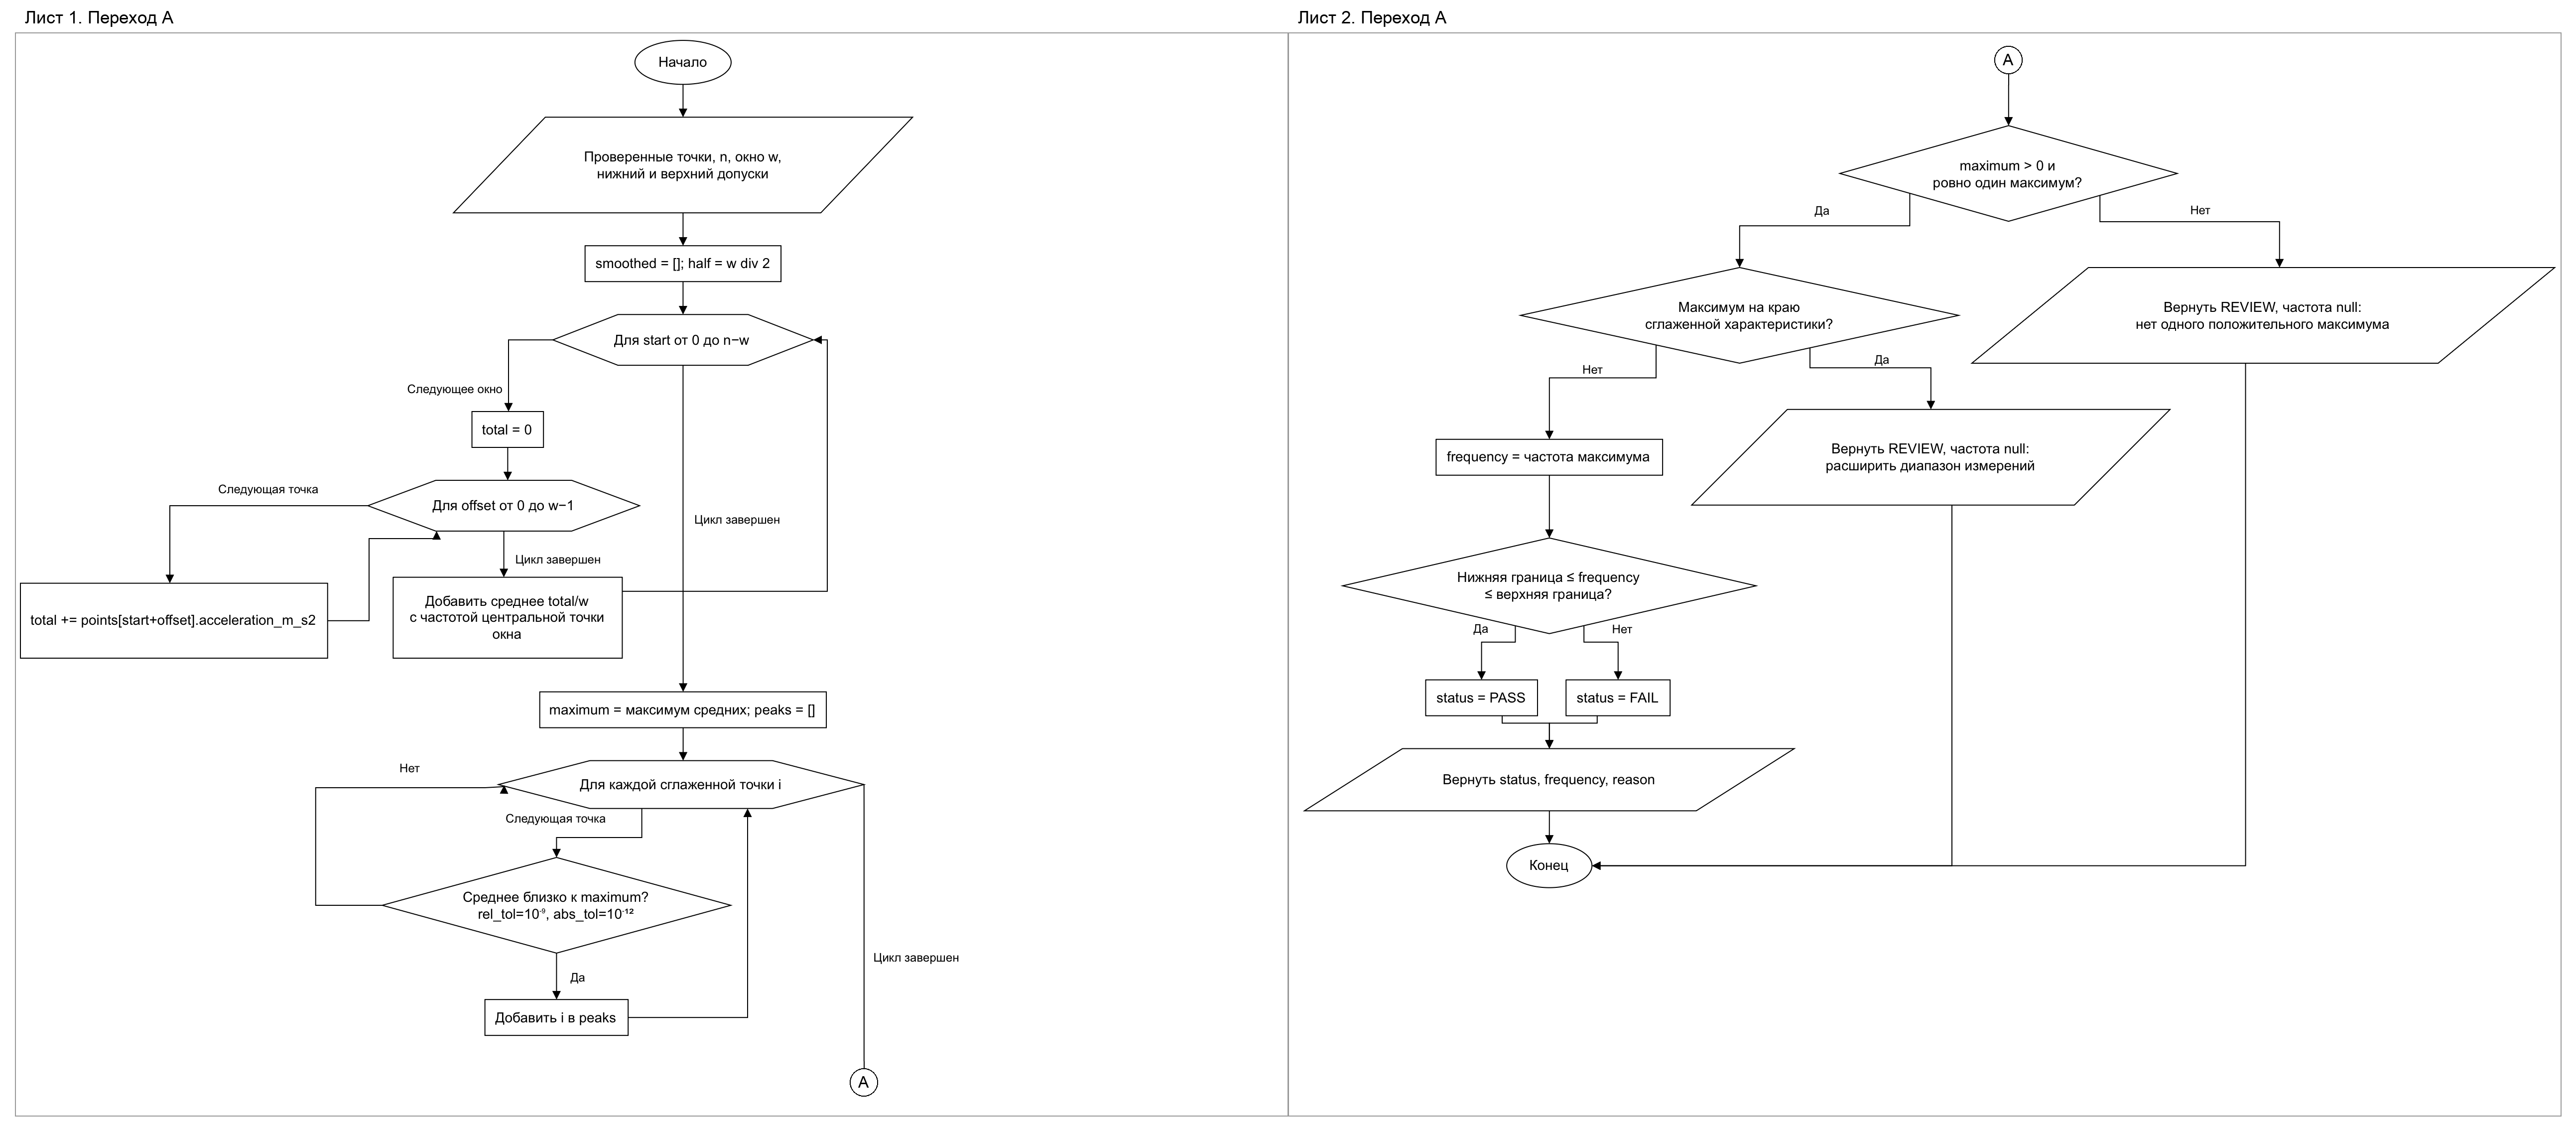 Лист 1. Переход А
Начало
Проверенные точки, n, окно w,
нижний и верхний допуски
smoothed = []; half = w div 2
Для start от 0 до n−w
Следующее окно
total = 0
Следующая точка
Для offset от 0 до w−1
Цикл завершен
Цикл завершен
total += points[start+offset].acceleration_m_s2
Добавить среднее total/w
с частотой центральной точки
окна
maximum = максимум средних; peaks = []
Нет
Для каждой сглаженной точки i
Следующая точка
Среднее близко к maximum?
rel_tol=10⁻⁹, abs_tol=10⁻¹²
Да
Цикл завершен
Добавить i в peaks
А
Лист 2. Переход А
А
maximum > 0 и
ровно один максимум?
Да
Нет
Максимум на краю
сглаженной характеристики?
Вернуть REVIEW, частота null:
нет одного положительного максимума
Нет
Да
frequency = частота максимума
Вернуть REVIEW, частота null:
расширить диапазон измерений
Нижняя граница ≤ frequency
≤ верхняя граница?
Да
Нет
status = PASS
status = FAIL
Вернуть status, frequency, reason
Конец